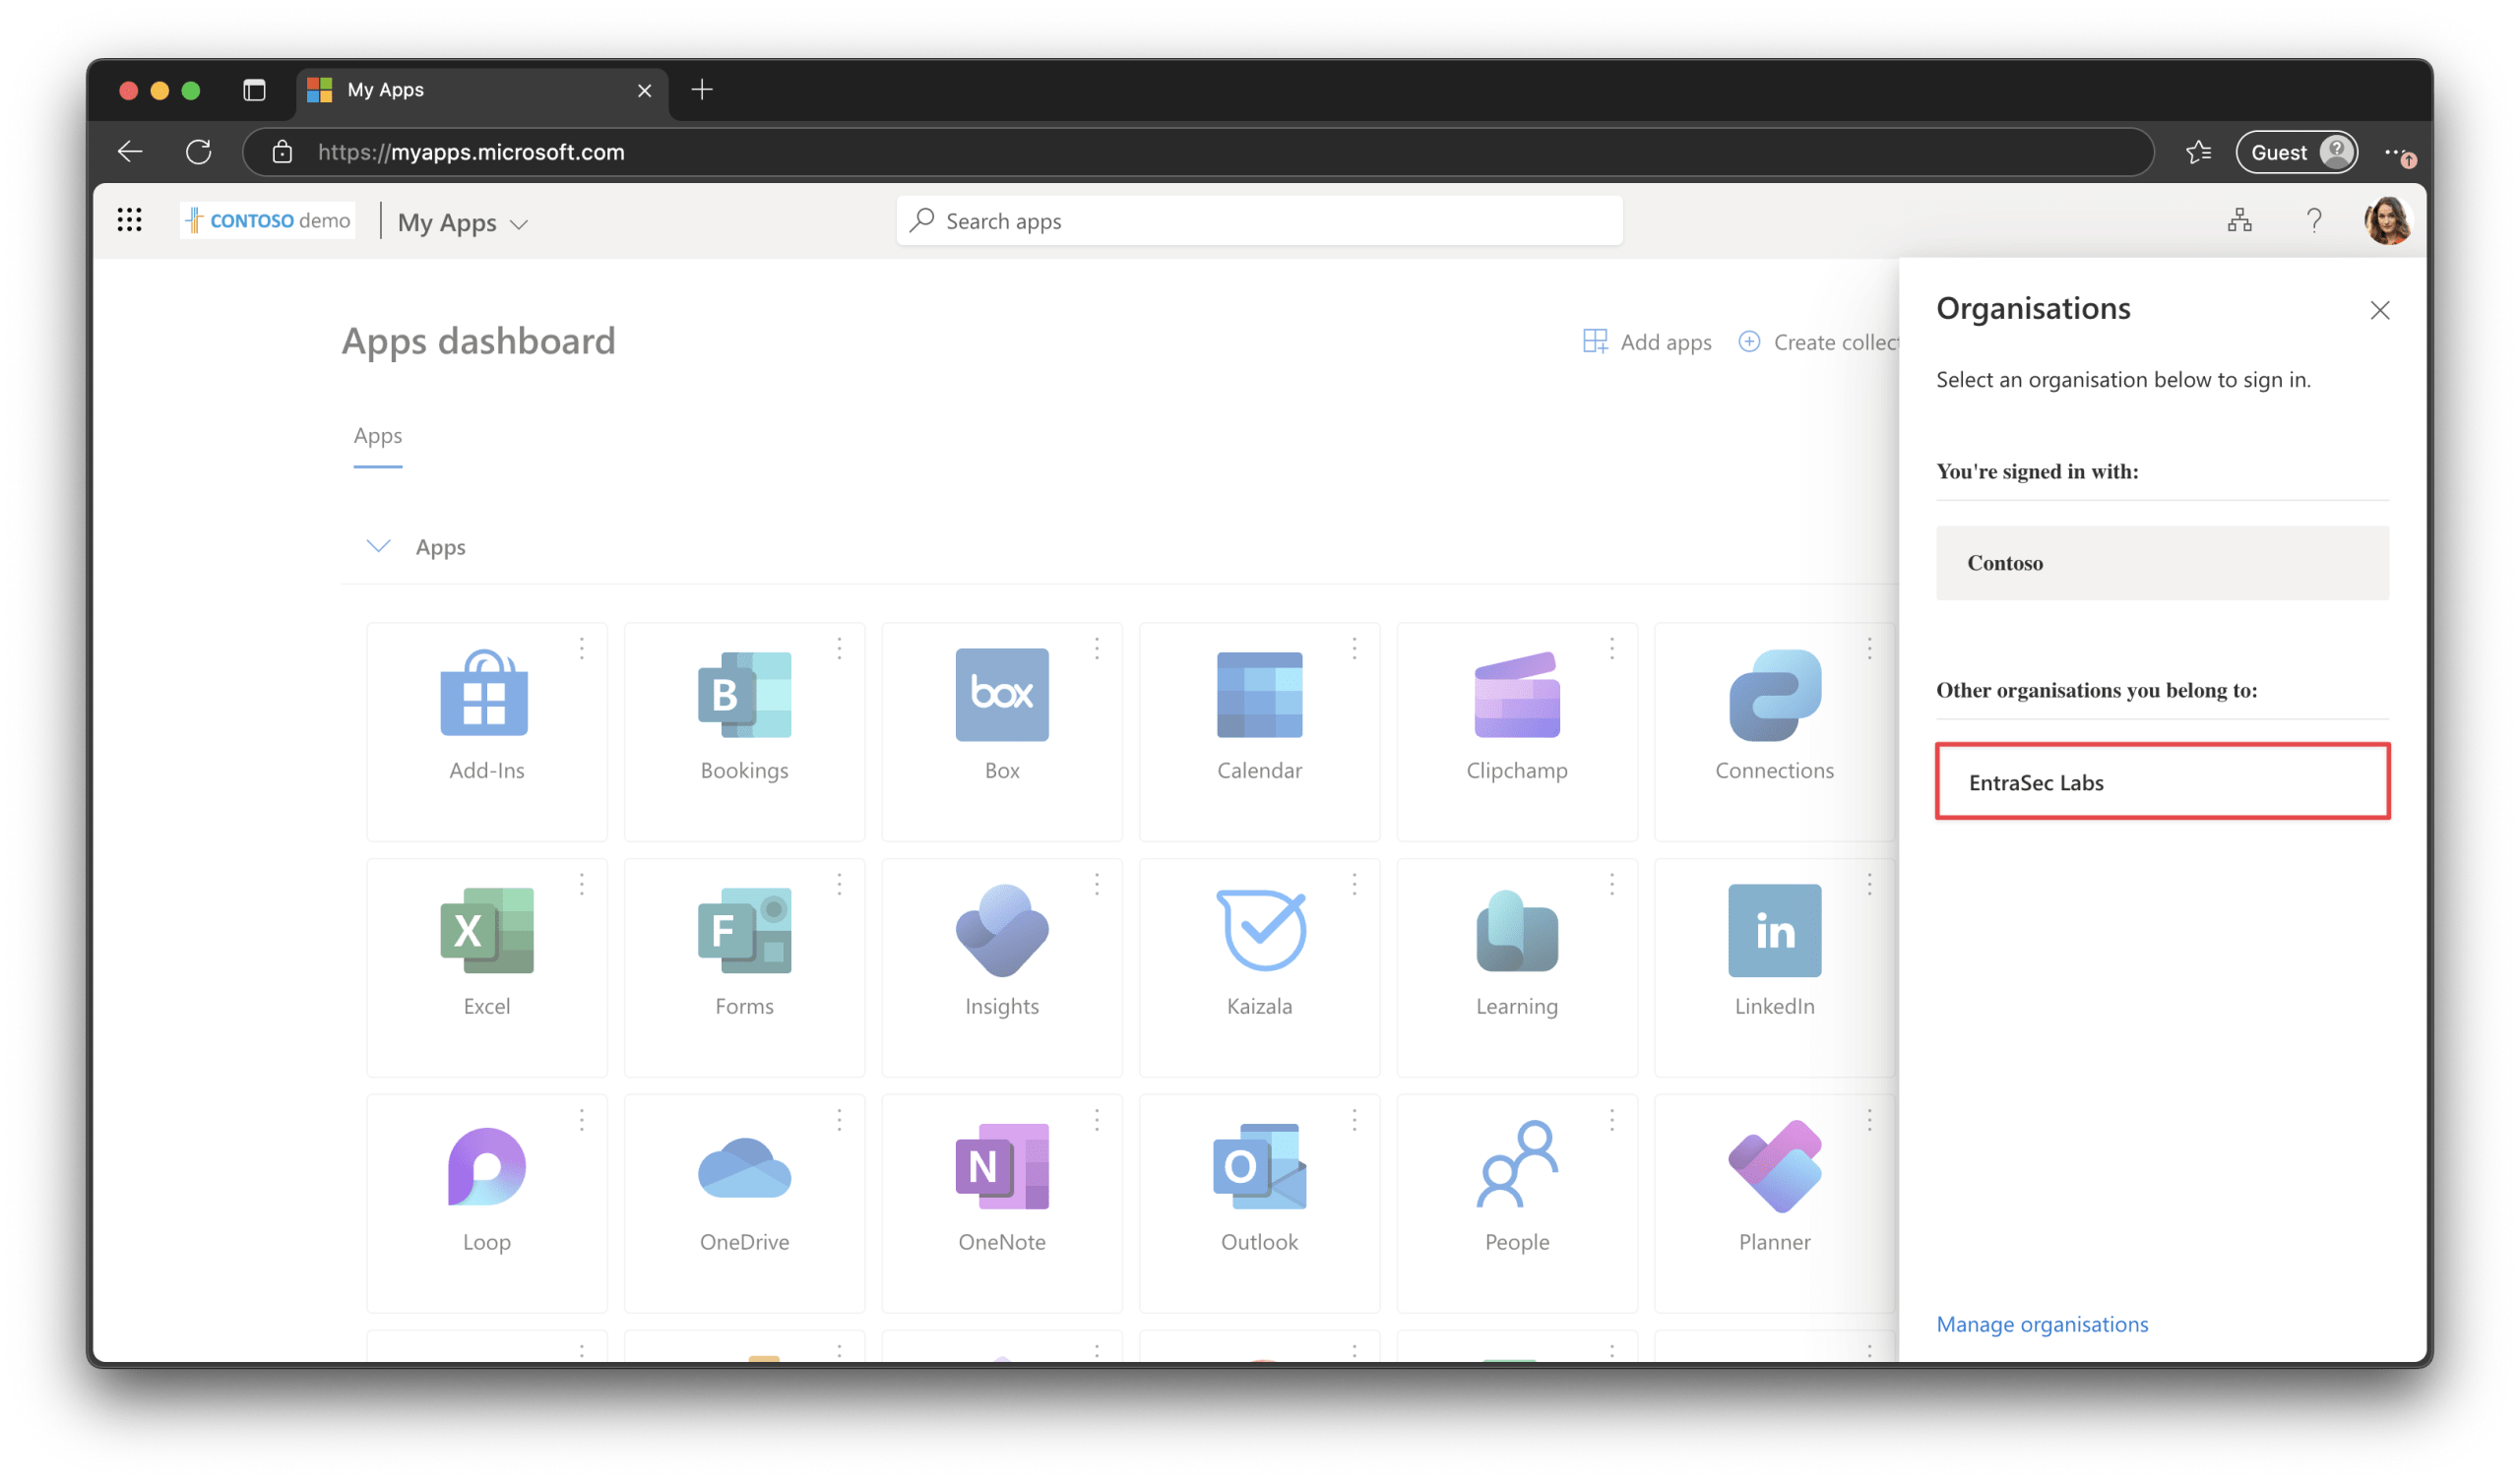 My Apps
https://myapps.microsoft.com
Guest
CONTOSO demo
My Apps
Search apps
Apps dashboard
Add apps
Create collect
Apps
Apps
Add-Ins
B
Bookings
box
Box
Calendar
Clipchamp
Connections
X
Excel
F
Forms
Insights
Kaizala
Learning
in
LinkedIn
Loop
OneDrive
N
OneNote
O
Outlook
People
Planner
Organisations
Select an organisation below to sign in.
You're signed in with:
Contoso
Other organisations you belong to:
EntraSec Labs
Manage organisations